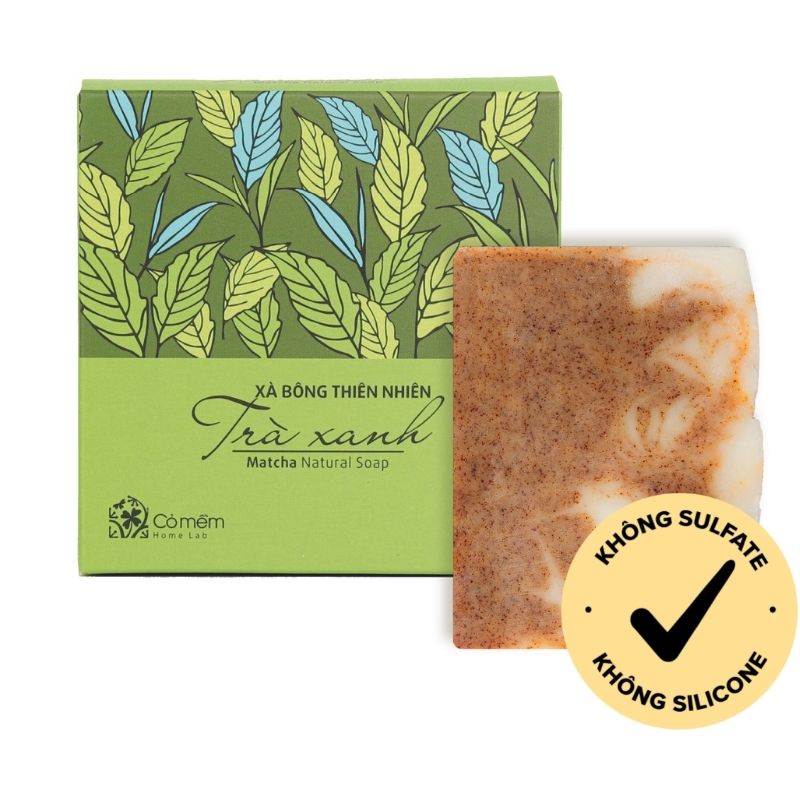 XÀ BÔNG THIÊN NHIÊN
Trà xanh
Matcha Natural Soap
Cỏ mềm
Home Lab
KHÔNG SULFATE
KHÔNG SILICONE